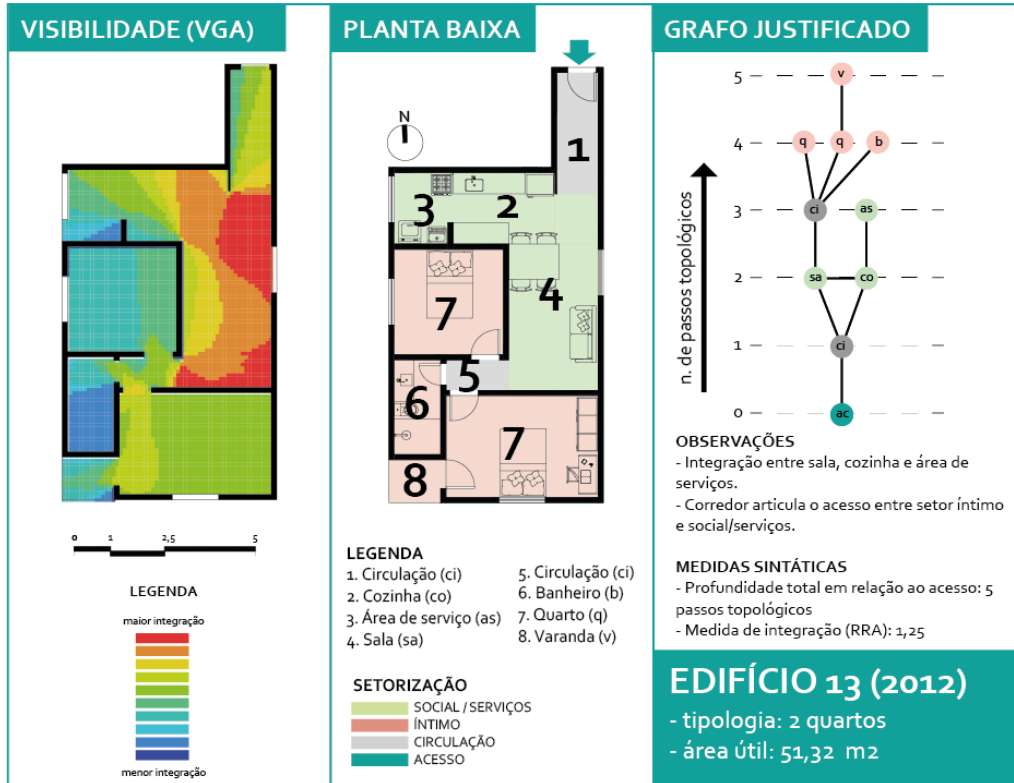 VISIBILIDADE (VGA)
0 1 2,5 5
LEGENDA
maior integração
menor integração
PLANTA BAIXA
N
1
2
3
4
7
5
6
7
8
LEGENDA
1. Circulação (ci)
2. Cozinha (co)
3. Área de serviço (as)
4. Sala (sa)
5. Circulação (ci)
6. Banheiro (b)
7. Quarto (q)
8. Varanda (v)
SETORIZAÇÃO
SOCIAL / SERVIÇOS
ÍNTIMO
CIRCULAÇÃO
ACESSO
GRAFO JUSTIFICADO
n. de passos topológicos
5 v
4 q q b
3 ci as
2 sa co
1 ci
0 ac
OBSERVAÇÕES
- Integração entre sala, cozinha e área de
serviços.
- Corredor articula o acesso entre setor íntimo
e social/serviços.
MEDIDAS SINTÁTICAS
- Profundidade total em relação ao acesso: 5
passos topológicos
- Medida de integração (RRA): 1,25
EDIFÍCIO 13 (2012)
- tipologia: 2 quartos
- área útil: 51,32 m2